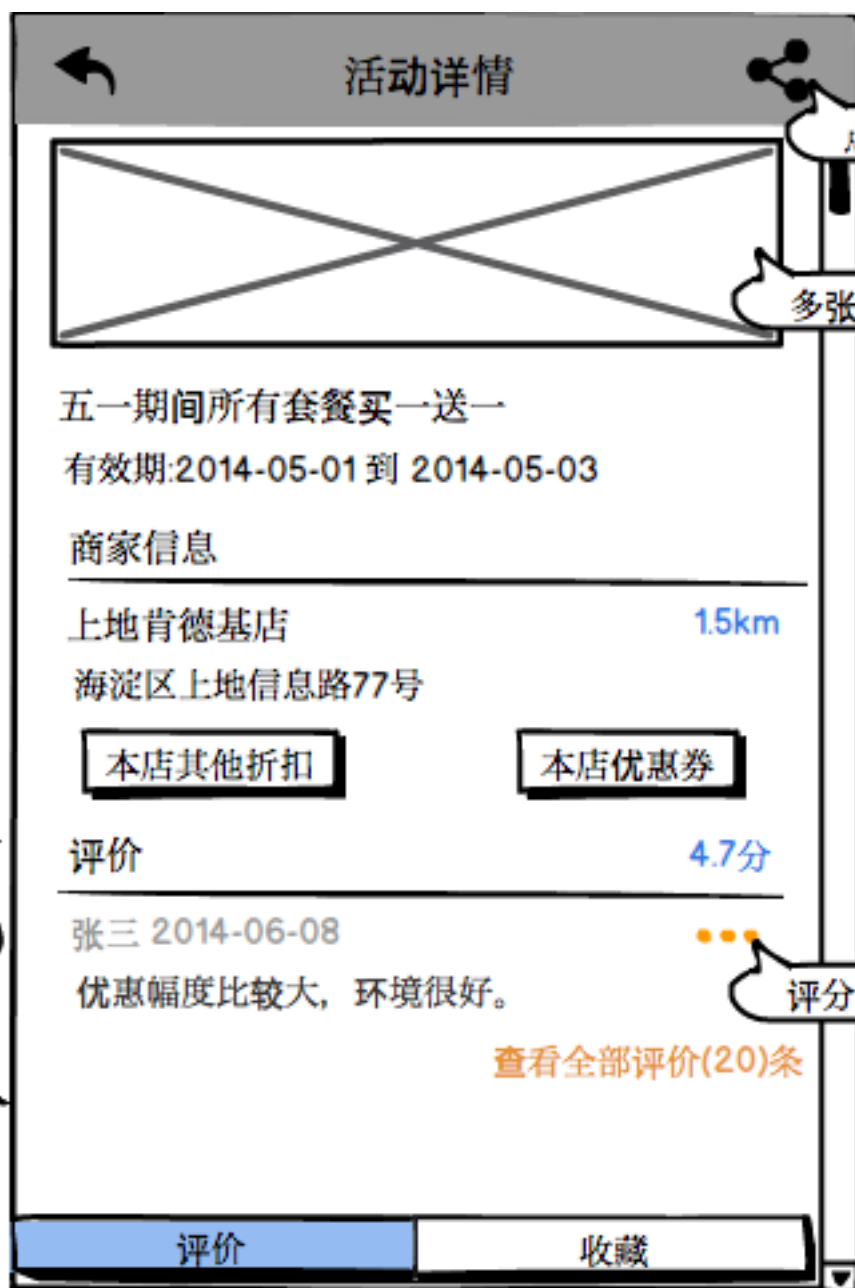 活动详情
多张
五一期间所有套餐买一送一
有效期:2014-05-01 到 2014-05-03
商家信息
上地肯德基店 1.5km
海淀区上地信息路77号
本店其他折扣 本店优惠券
评价 4.7分
张三 2014-06-08
优惠幅度比较大，环境很好。
评分
查看全部评价(20)条
评价 收藏